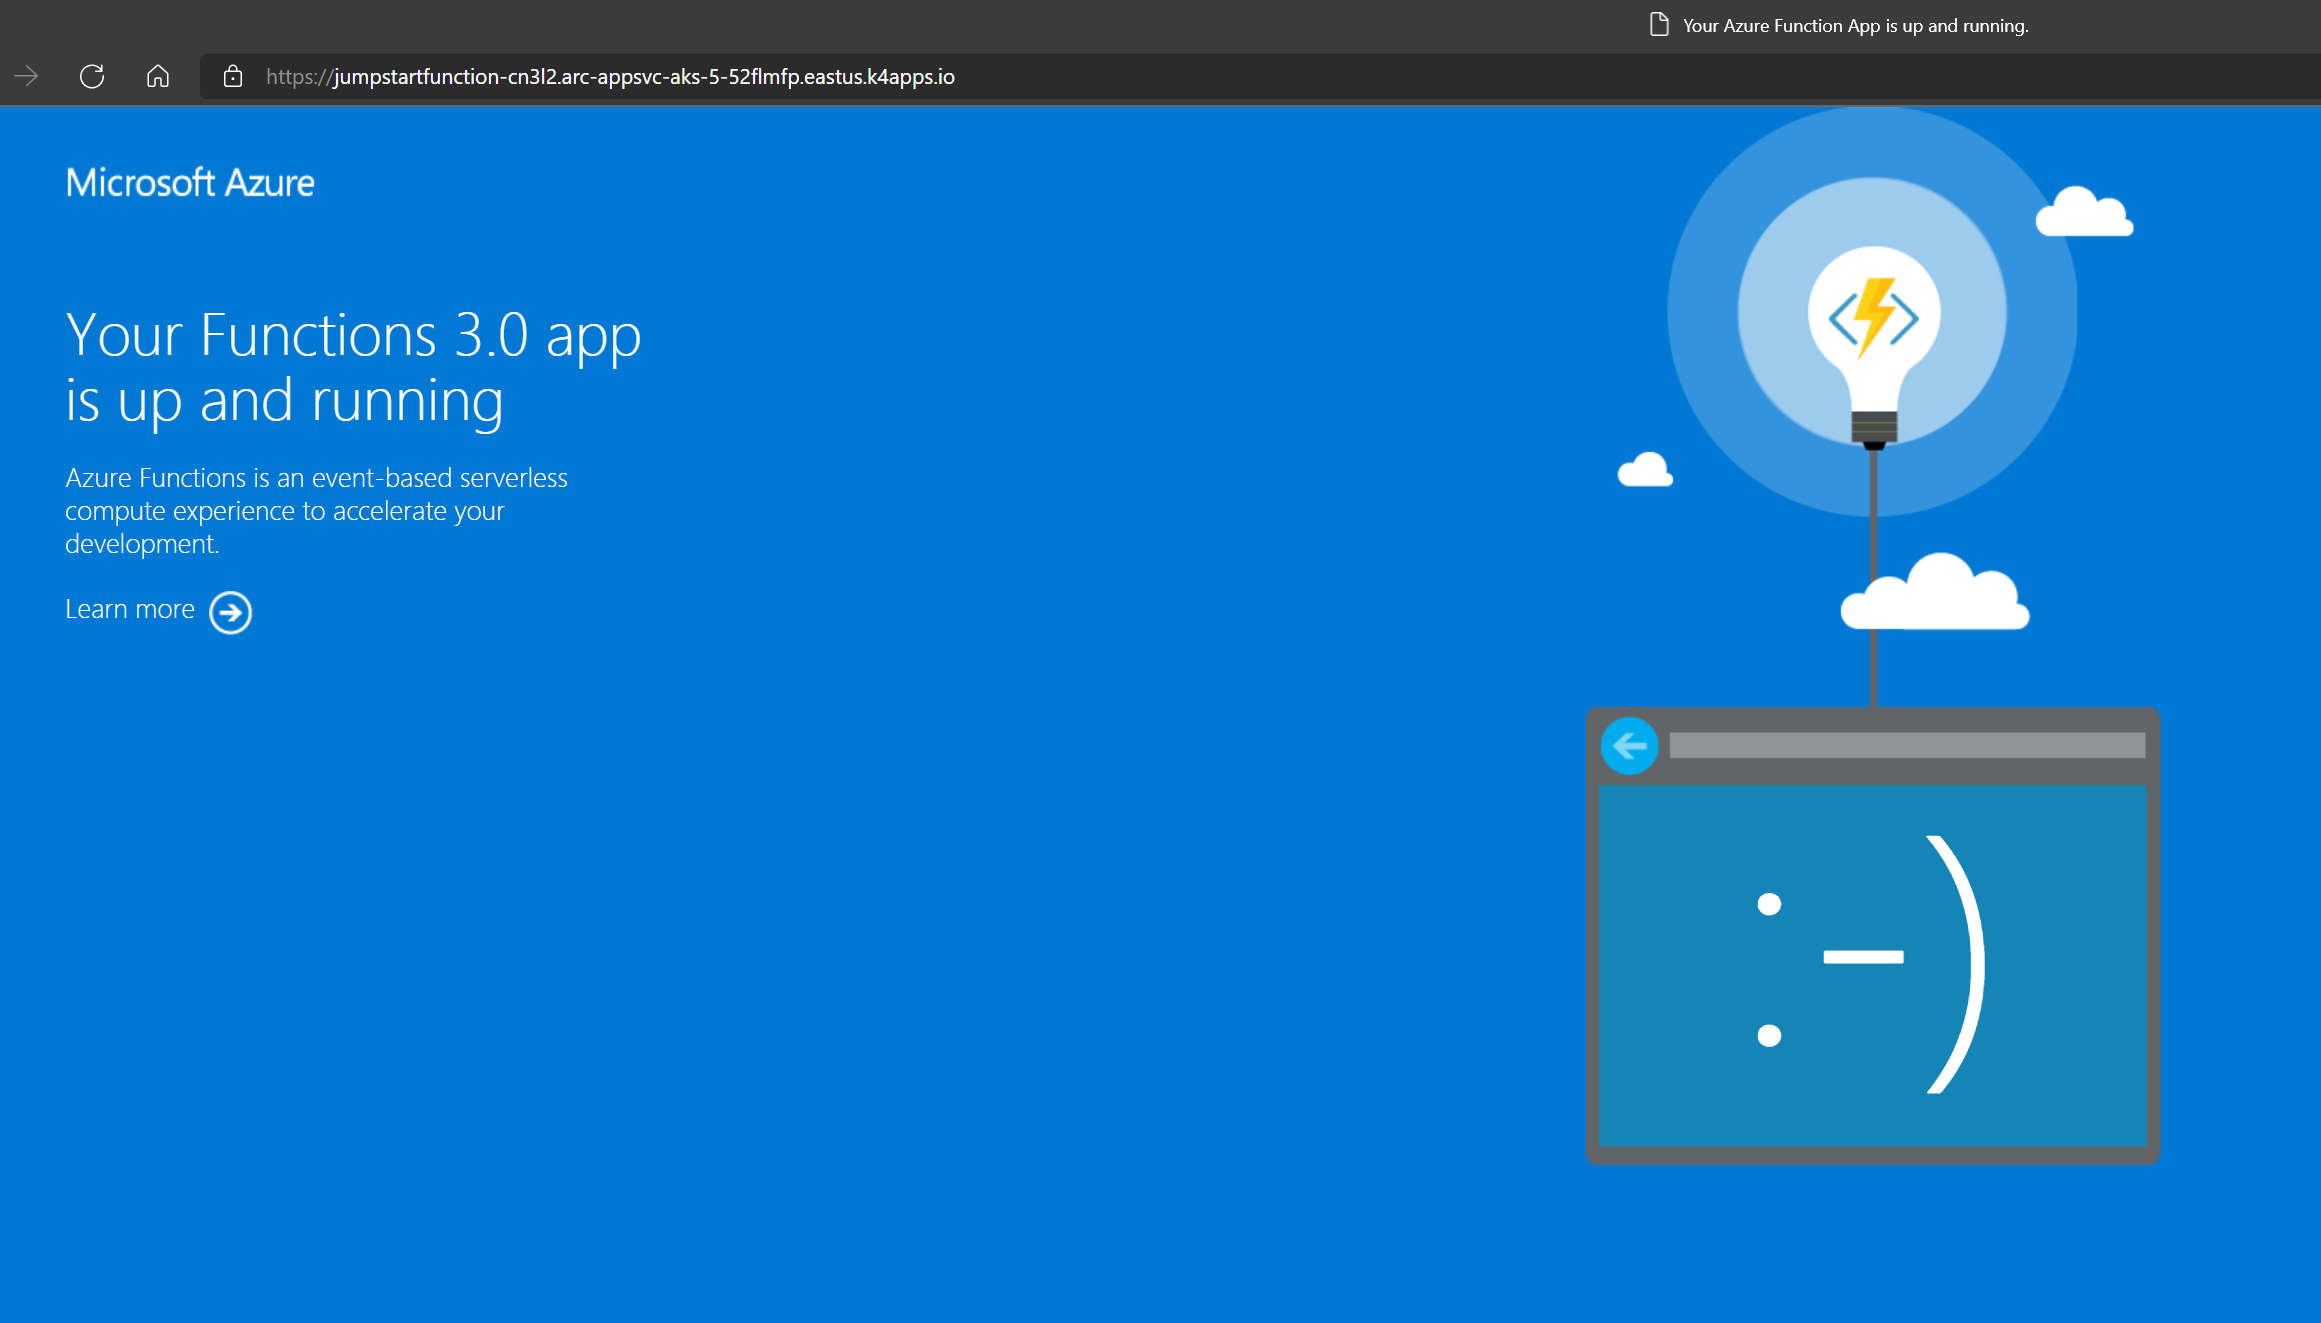 Your Azure Function App is up and running.
https://jumpstartfunction-cn3l2.arc-appsvc-aks-5-52flmfp.eastus.k4apps.io
Microsoft Azure
Your Functions 3.0 app
is up and running
Azure Functions is an event-based serverless
compute experience to accelerate your
development.
Learn more
:-)